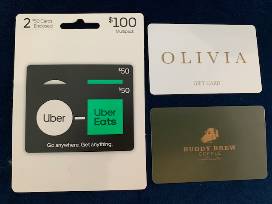 2 $50 Cards
Enclosed
$100
Multipack
$50
$50
Uber
Uber
Eats
Go anywhere. Get anything.
OLIVIA
GIFT CARD
BUDDY BREW
COFFEE